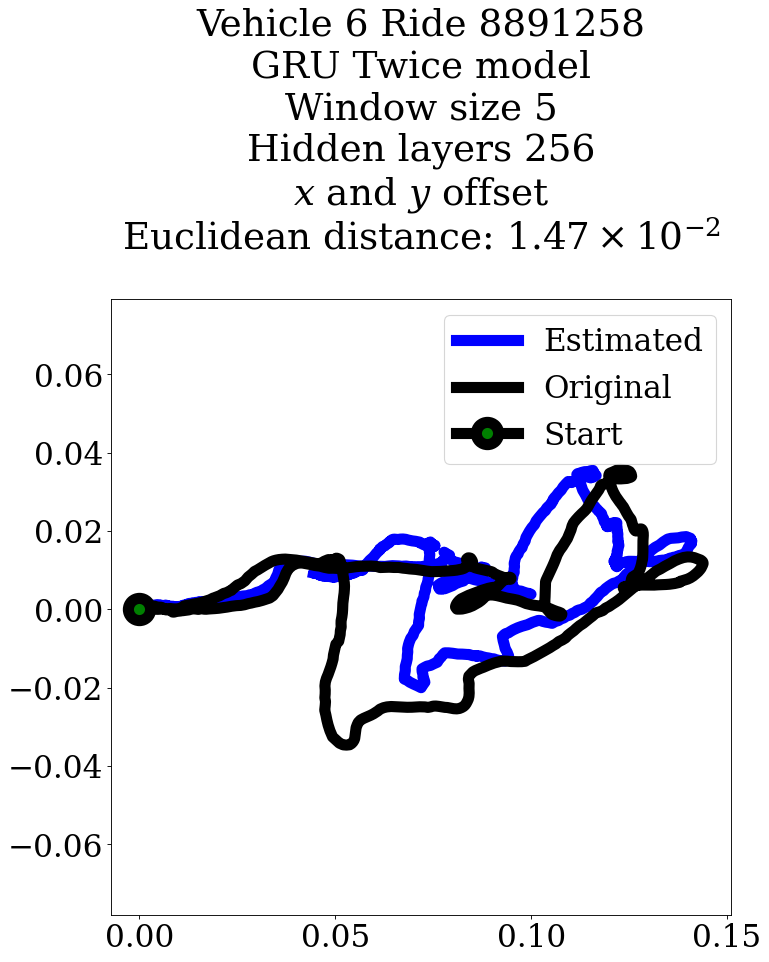 Vehicle 6 Ride 8891258
GRU Twice model
Window size 5
Hidden layers 256
x and y offset
Euclidean distance: 1.47 × 10⁻²
Estimated
Original
Start
0.06
0.04
0.02
0.00
−0.02
−0.04
−0.06
0.00 0.05 0.10 0.15